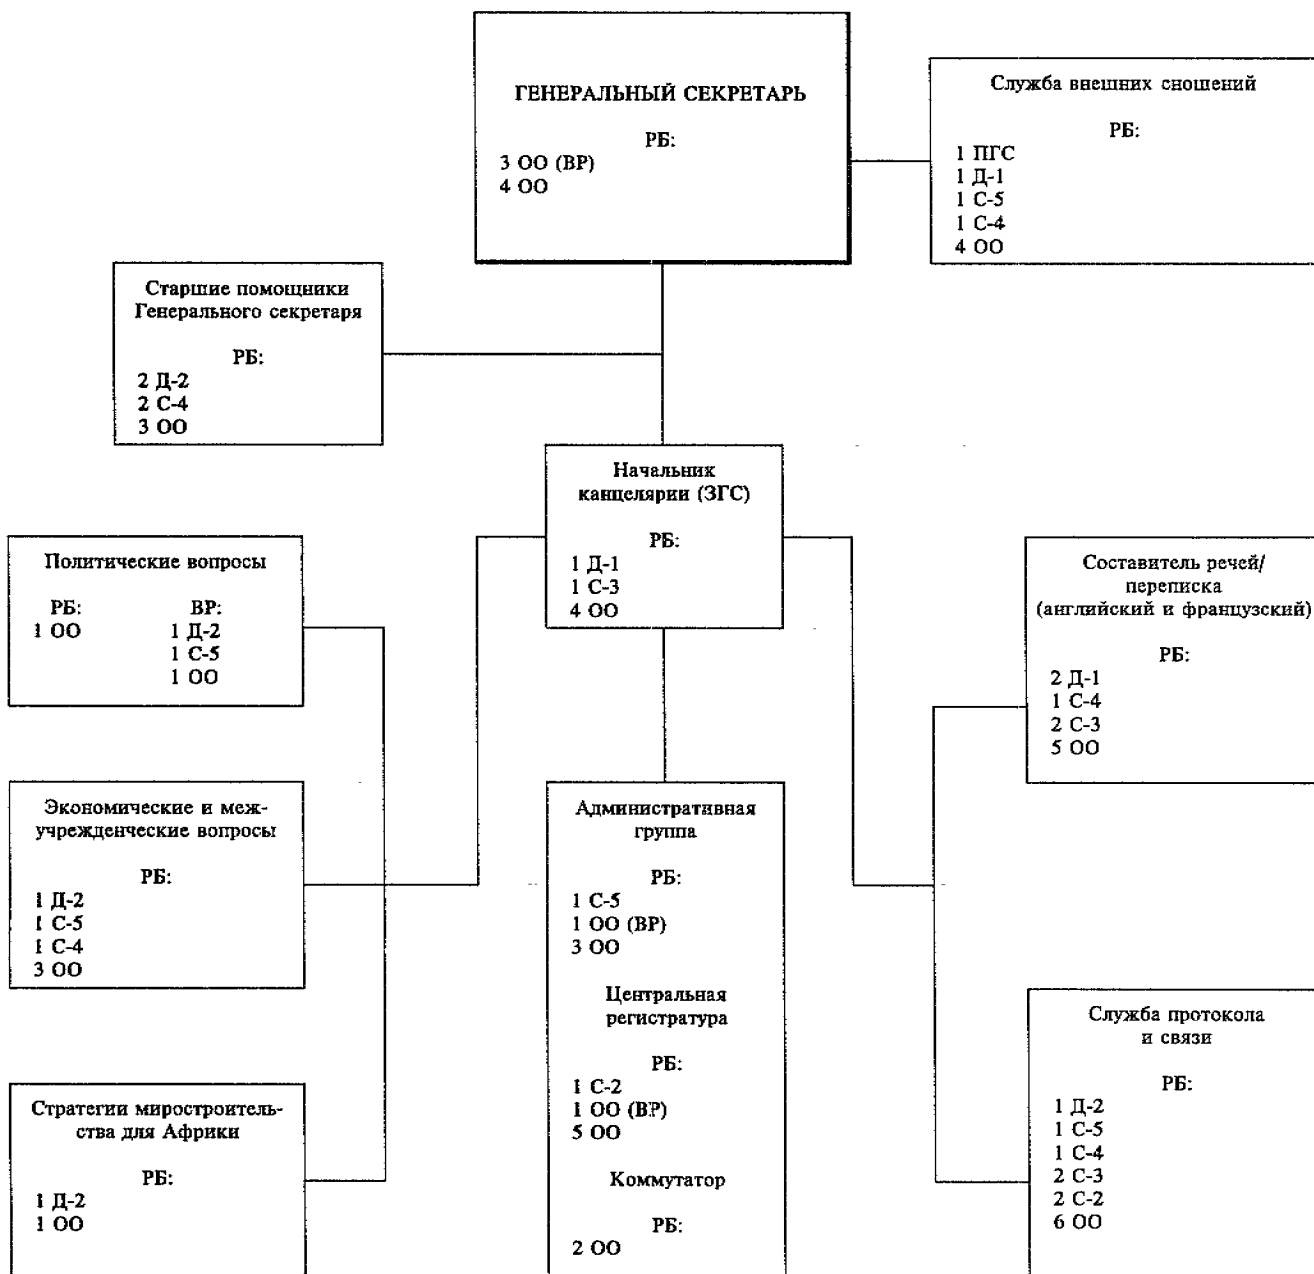 ГЕНЕРАЛЬНЫЙ СЕКРЕТАРЬ
РБ:
3 ОО (ВР)
4 ОО
Служба внешних сношений
РБ:
1 ПГС
1 Д-1
1 С-5
1 С-4
4 ОО
Старшие помощники
Генерального секретаря
РБ:
2 Д-2
2 С-4
3 ОО
Начальник
канцелярии (ЗГС)
РБ:
1 Д-1
1 С-3
4 ОО
Политические вопросы
РБ: ВР:
1 ОО 1 Д-2
1 С-5
1 ОО
Составитель речей/
переписка
(английский и французский)
РБ:
2 Д-1
1 С-4
2 С-3
5 ОО
Экономические и меж-
учрежденческие вопросы
РБ:
1 Д-2
1 С-5
1 С-4
3 ОО
Административная
группа
РБ:
1 С-5
1 ОО (ВР)
3 ОО
Центральная
регистратура
РБ:
1 С-2
1 ОО (ВР)
5 ОО
Коммутатор
РБ:
2 ОО
Служба протокола
и связи
РБ:
1 Д-2
1 С-5
1 С-4
2 С-3
2 С-2
6 ОО
Стратегии миростроитель-
ства для Африки
РБ:
1 Д-2
1 ОО